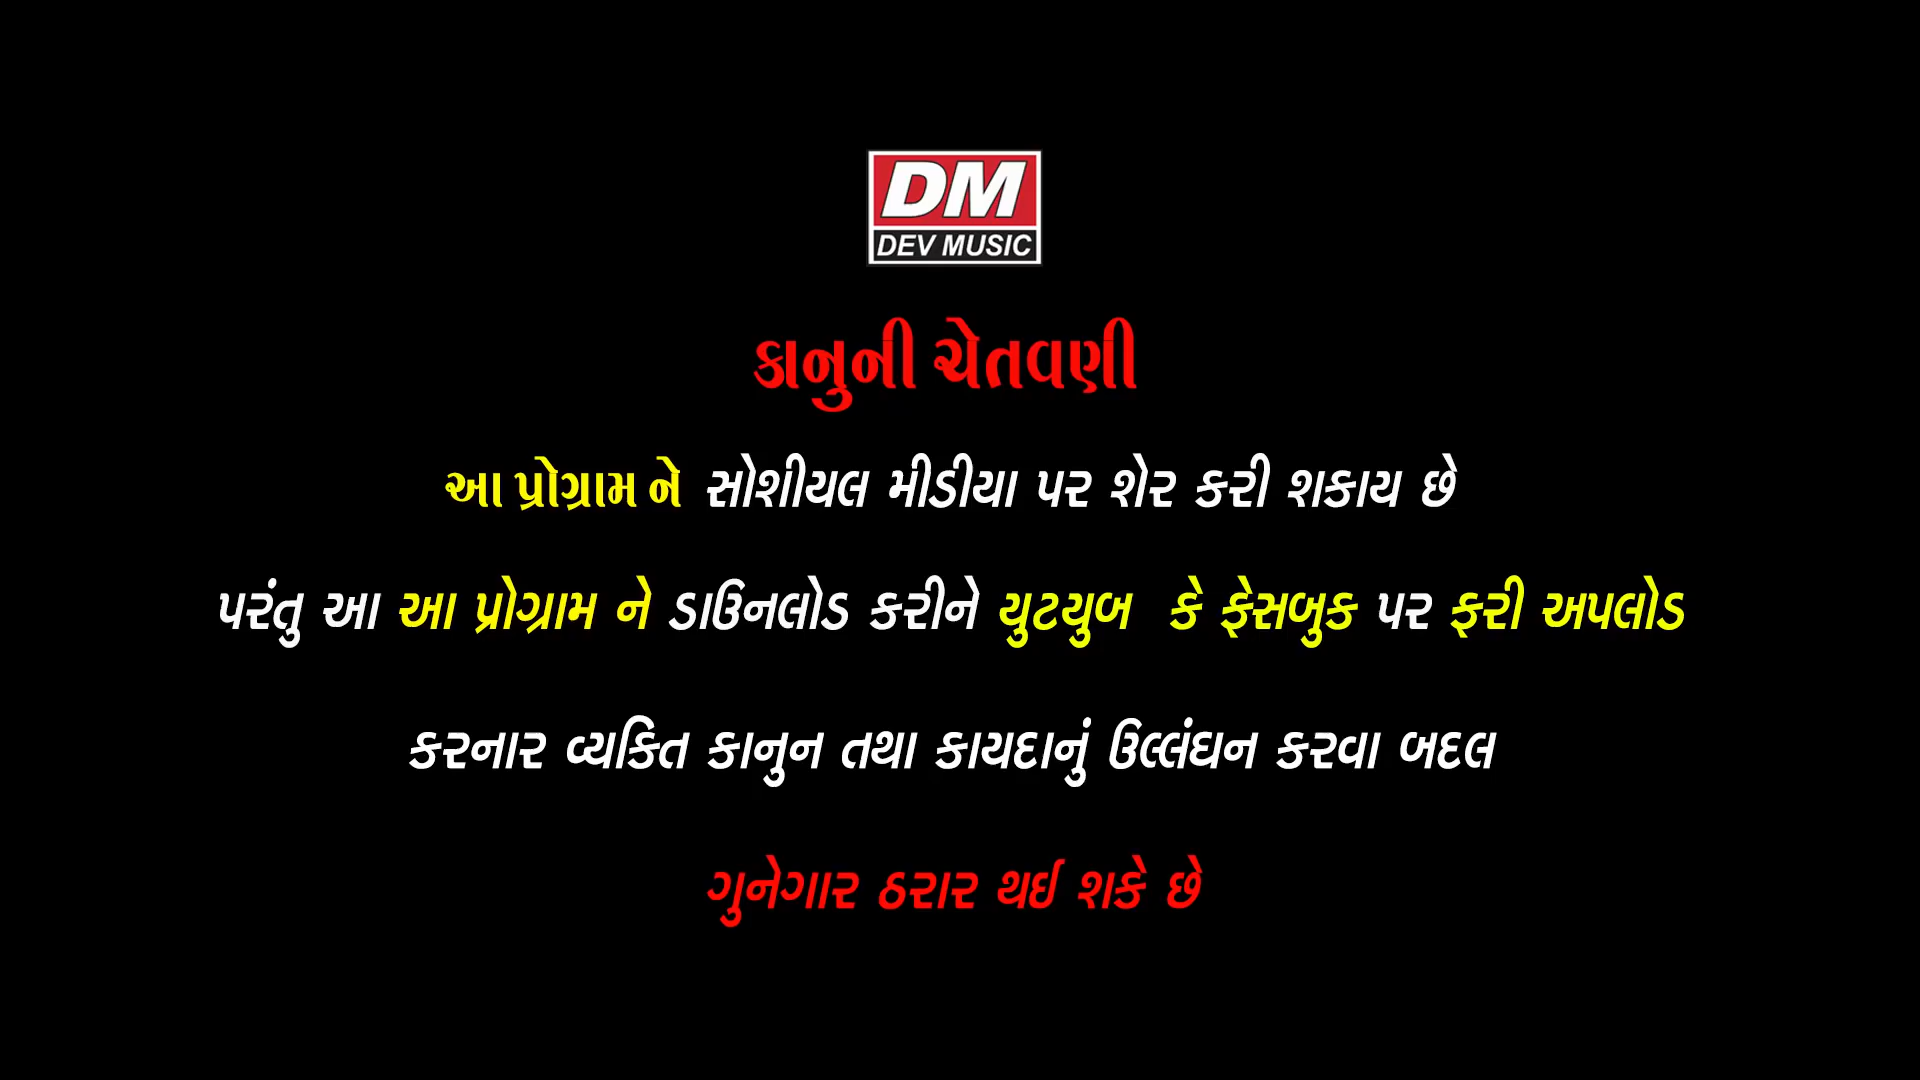 DM
DEV MUSIC
કાનુની ચેતવણી
આ પ્રોગ્રામ ને સોશીયલ મીડીયા પર શેર કરી શકાય છે
પરંતુ આ આ પ્રોગ્રામ ને ડાઉનલોડ કરીને યુટયુબ કે ફેસબુક પર ફરી અપલોડ
કરનાર વ્યકિત કાનુન તથા કાયદાનું ઉલ્લંઘન કરવા બદલ
ગુનેગાર ઠરાર થઈ શકે છે